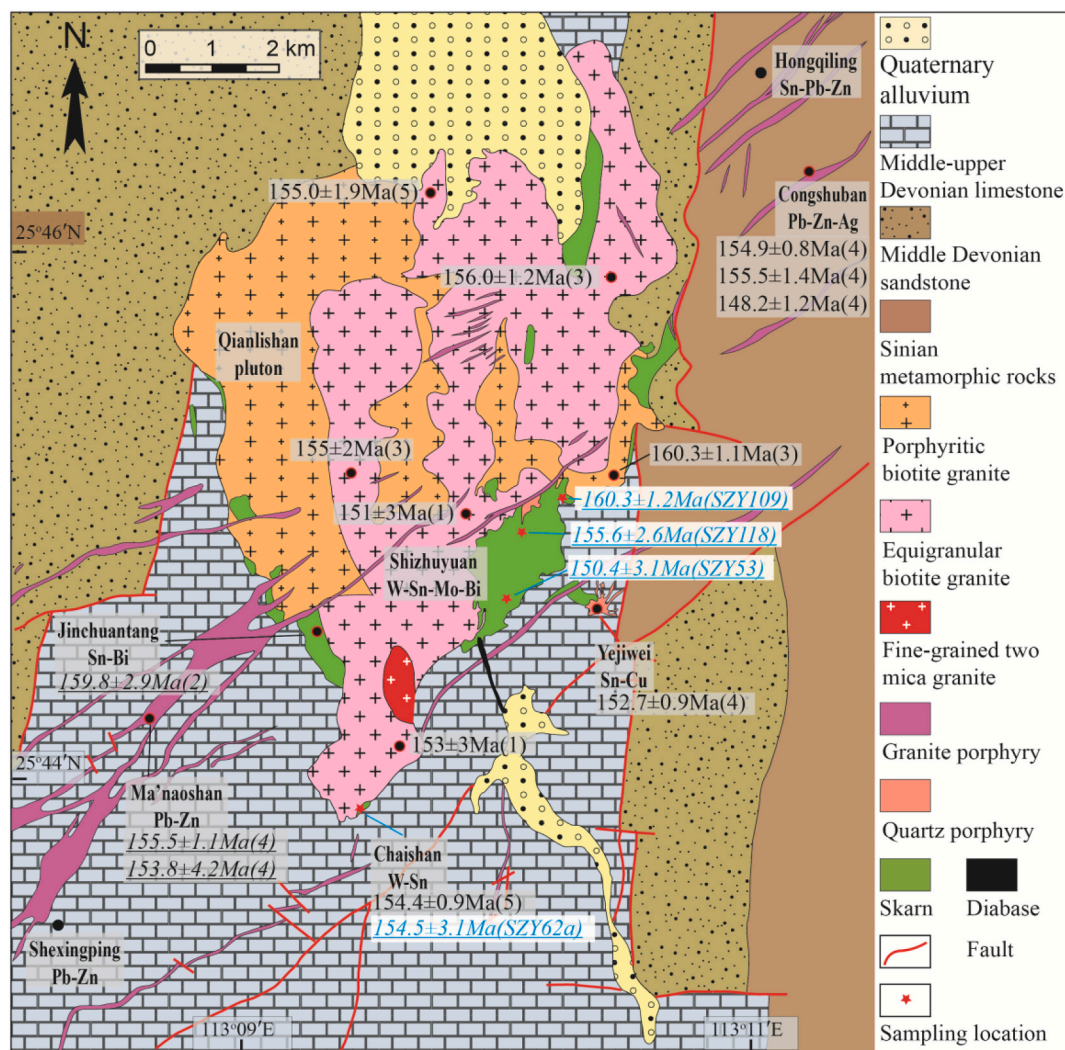 N
0 1 2 km
Hongqiling
Sn-Pb-Zn
155.0±1.9Ma(5)
Congshuban
Pb-Zn-Ag
154.9±0.8Ma(4)
155.5±1.4Ma(4)
148.2±1.2Ma(4)
25°46′N
156.0±1.2Ma(3)
Qianlishan
pluton
155±2Ma(3)
160.3±1.1Ma(3)
160.3±1.2Ma(SZY109)
151±3Ma(1)
155.6±2.6Ma(SZY118)
Shizhuyuan
W-Sn-Mo-Bi
150.4±3.1Ma(SZY53)
Jinchuantang
Sn-Bi
159.8±2.9Ma(2)
Yejiwei
Sn-Cu
152.7±0.9Ma(4)
153±3Ma(1)
25°44′N
Ma'naoshan
Pb-Zn
155.5±1.1Ma(4)
153.8±4.2Ma(4)
Chaishan
W-Sn
154.4±0.9Ma(5)
154.5±3.1Ma(SZY62a)
Shexingping
Pb-Zn
113°09′E
113°11′E
Quaternary
alluvium
Middle-upper
Devonian limestone
Middle Devonian
sandstone
Sinian
metamorphic rocks
Porphyritic
biotite granite
Equigranular
biotite granite
Fine-grained two
mica granite
Granite porphyry
Quartz porphyry
Skarn
Diabase
Fault
Sampling location